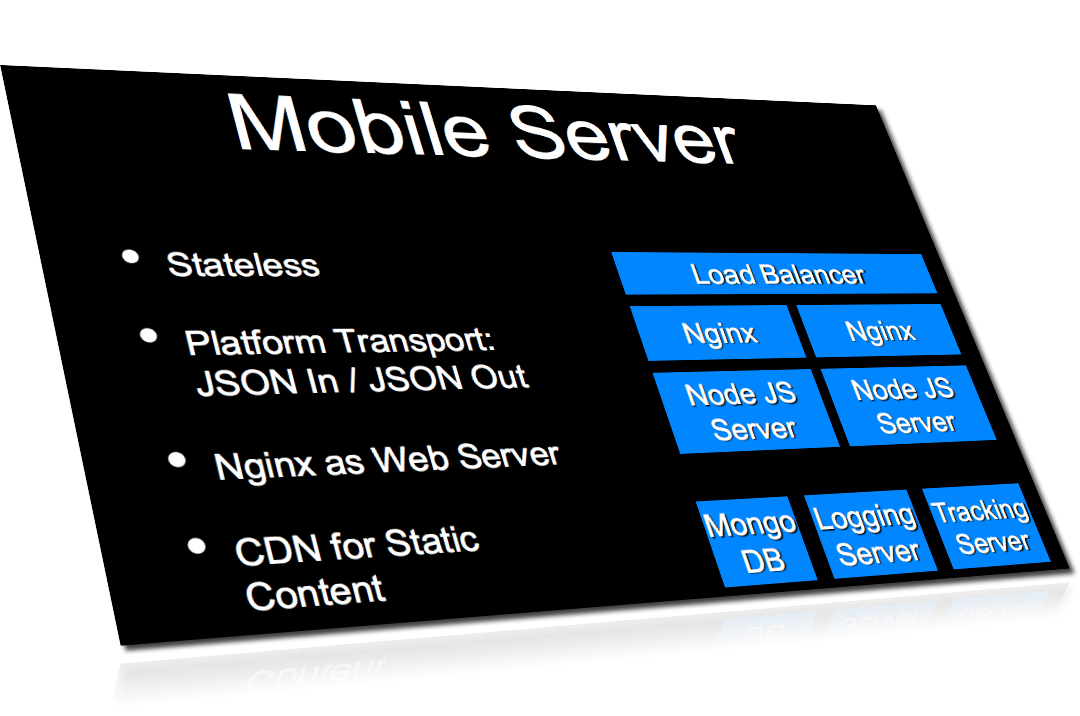 Mobile Server
• Stateless
• Platform Transport:
JSON In / JSON Out
• Nginx as Web Server
• CDN for Static
Content
Load Balancer
Nginx
Nginx
Node JS
Server
Node JS
Server
Mongo
DB
Logging
Server
Tracking
Server